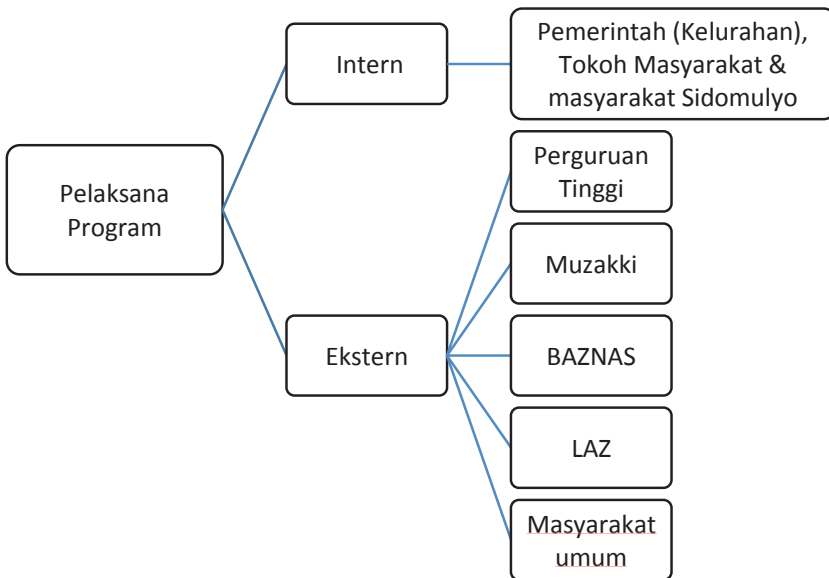 Pelaksana
Program
Intern
Pemerintah (Kelurahan),
Tokoh Masyarakat &
masyarakat Sidomulyo
Ekstern
Perguruan
Tinggi
Muzakki
BAZNAS
LAZ
Masyarakat
umum